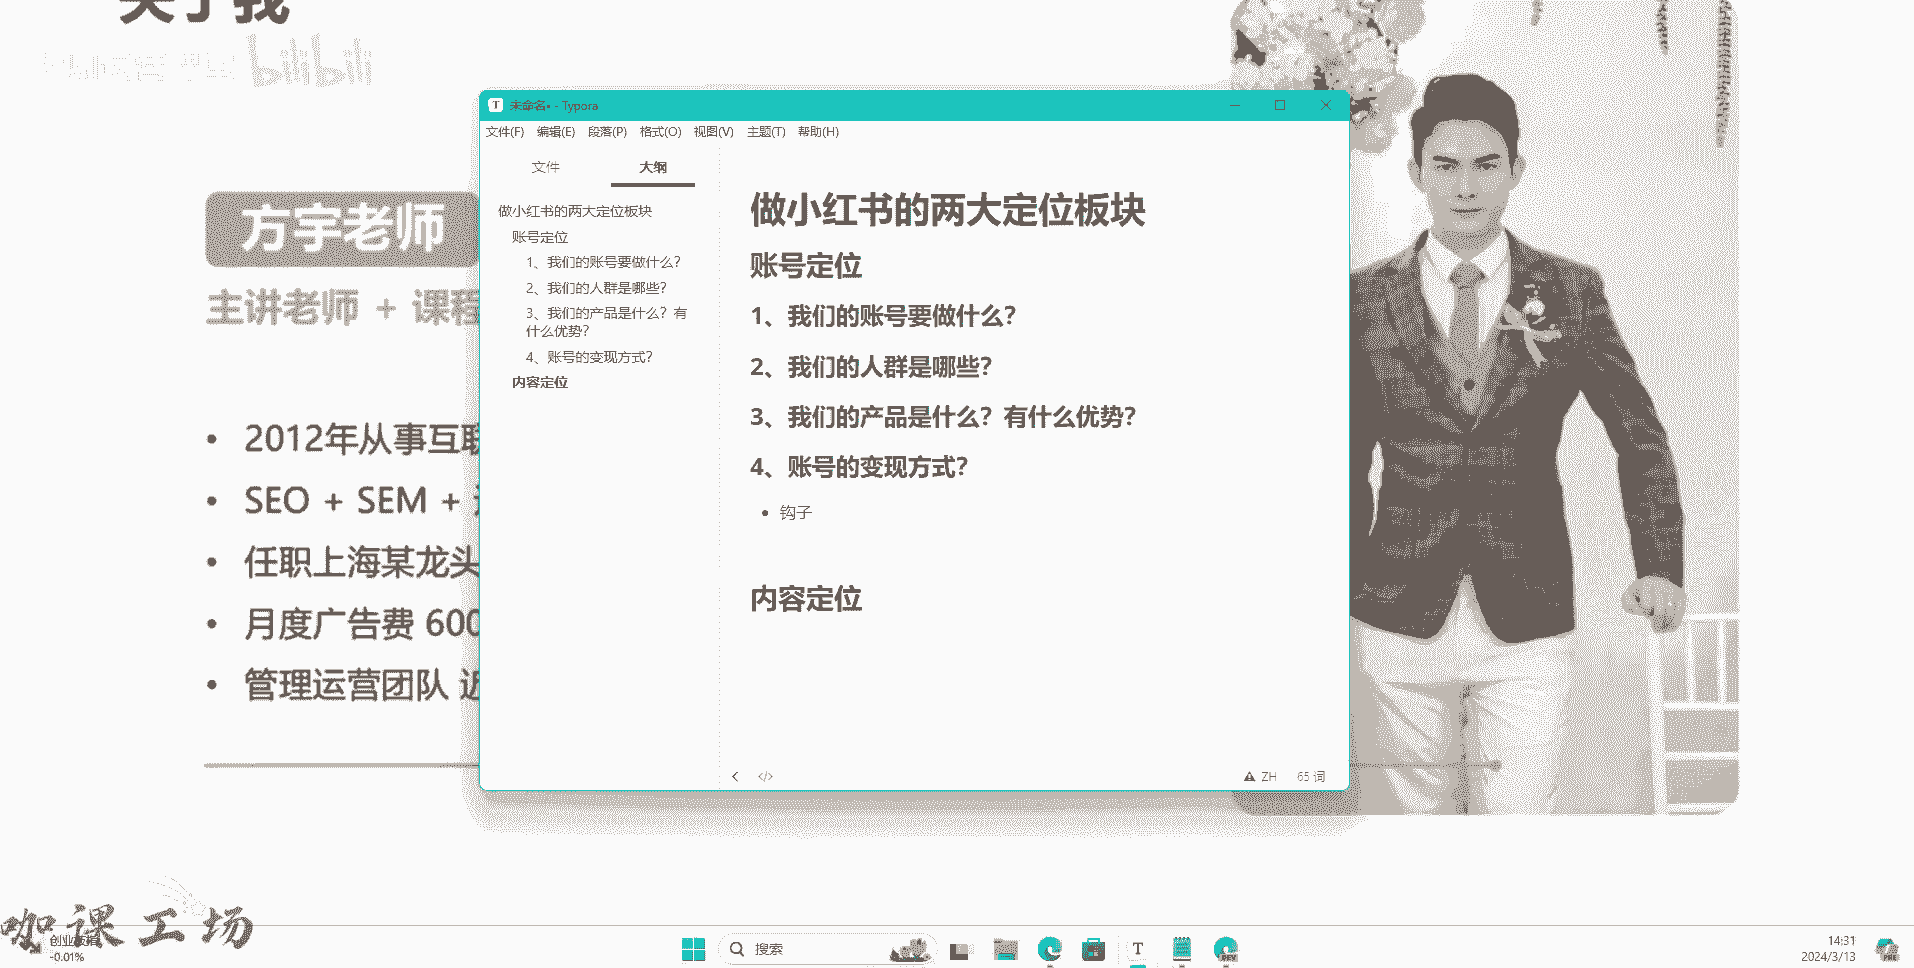 关于我
bilibili
未命名• - Typora
文件(F) 编辑(E) 段落(P) 格式(O) 视图(V) 主题(T) 帮助(H)
文件 大纲
做小红书的两大定位板块
账号定位
1、我们的账号要做什么?
2、我们的人群是哪些?
3、我们的产品是什么？有
什么优势?
4、账号的变现方式?
内容定位
做小红书的两大定位板块
账号定位
1、我们的账号要做什么?
2、我们的人群是哪些?
3、我们的产品是什么？有什么优势?
4、账号的变现方式?
• 钩子
内容定位
</> ZH 65 词
方宇老师
主讲老师 + 课程
• 2012年从事互联
• SEO + SEM +
• 任职上海某龙头
• 月度广告费 600
• 管理运营团队 近
咖课工场
-0.01%
搜索
14:31
2024/3/13